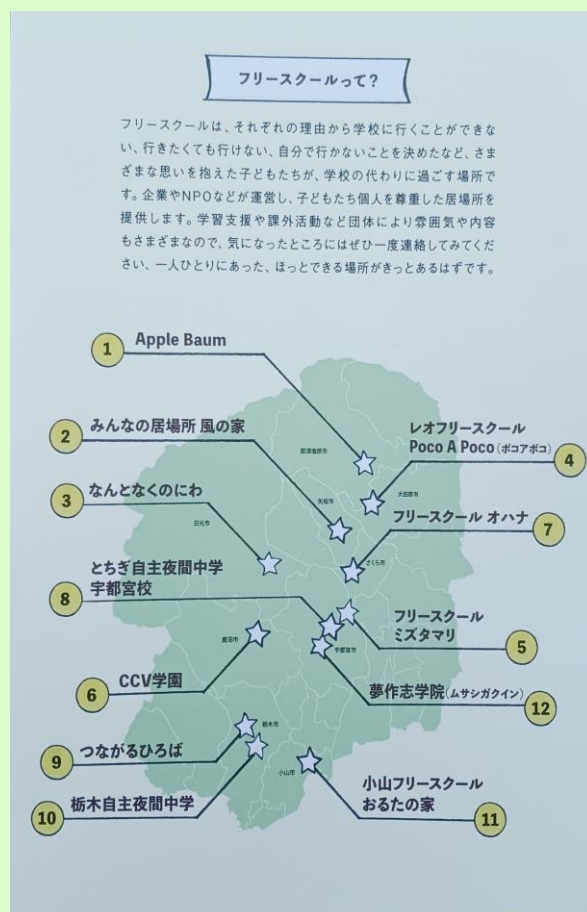 フリースクールって？
フリースクールは、それぞれの理由から学校に行くことができな
い、行きたくても行けない、自分で行かないことを決めたなど、さま
ざまな思いを抱えた子どもたちが、学校の代わりに過ごす場所で
す。企業やNPOなどが運営し、子どもたち個人を尊重した居場所を
提供します。学習支援や課外活動など団体により雰囲気や内容
もさまざまなので、気になったところにはぜひ一度連絡してみてくだ
さい、一人ひとりにあった、ほっとできる場所がきっとあるはずです。
1 Apple Baum
2 みんなの居場所 風の家
3 なんとなくのにわ
レオフリースクール
Poco A Poco（ポコアポコ） 4
フリースクール オハナ 7
とちぎ自主夜間中学
宇都宮校 8
フリースクール
ミズタマリ 5
6 CCV学園
夢作志学院（ムサシガクイン） 12
9 つながるひろば
10 栃木自主夜間中学
小山フリースクール
おるたの家 11
那須塩原市
矢板市
大田原市
日光市
さくら市
鹿沼市
宇都宮市
栃木市
小山市